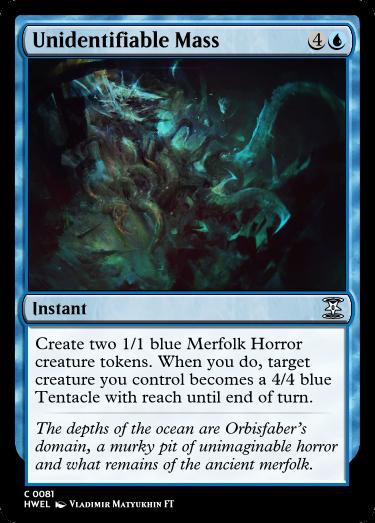 Unidentifiable Mass 4
Instant
Create two 1/1 blue Merfolk Horror
creature tokens. When you do, target
creature you control becomes a 4/4 blue
Tentacle with reach until end of turn.
The depths of the ocean are Orbisfaber's
domain, a murky pit of unimaginable horror
and what remains of the ancient merfolk.
C 0081
HWEL Vladimir Matyukhin FT